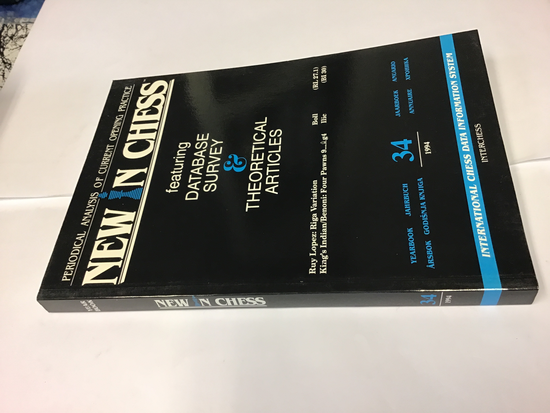 PERIODICAL ANALYSIS OF CURRENT OPENING PRACTICE
NEW IN CHESS
featuring
DATABASE
SURVEY
&
THEORETICAL
ARTICLES
Ruy Lopez: Riga Variation Boll (RL 27.1)
King's Indian/Benoni: Four Pawns 9...♗g4 Ilic (BI 30)
YEARBOOK JAHRBUCH 34 JAARBOEK ANUARIO
ÅRSBOK GODIŠNJA KNJIGA 1994 ANNUAIRE
INTERNATIONAL CHESS DATA INFORMATION SYSTEM
INTERCHESS
NEW IN CHESS
34
1994